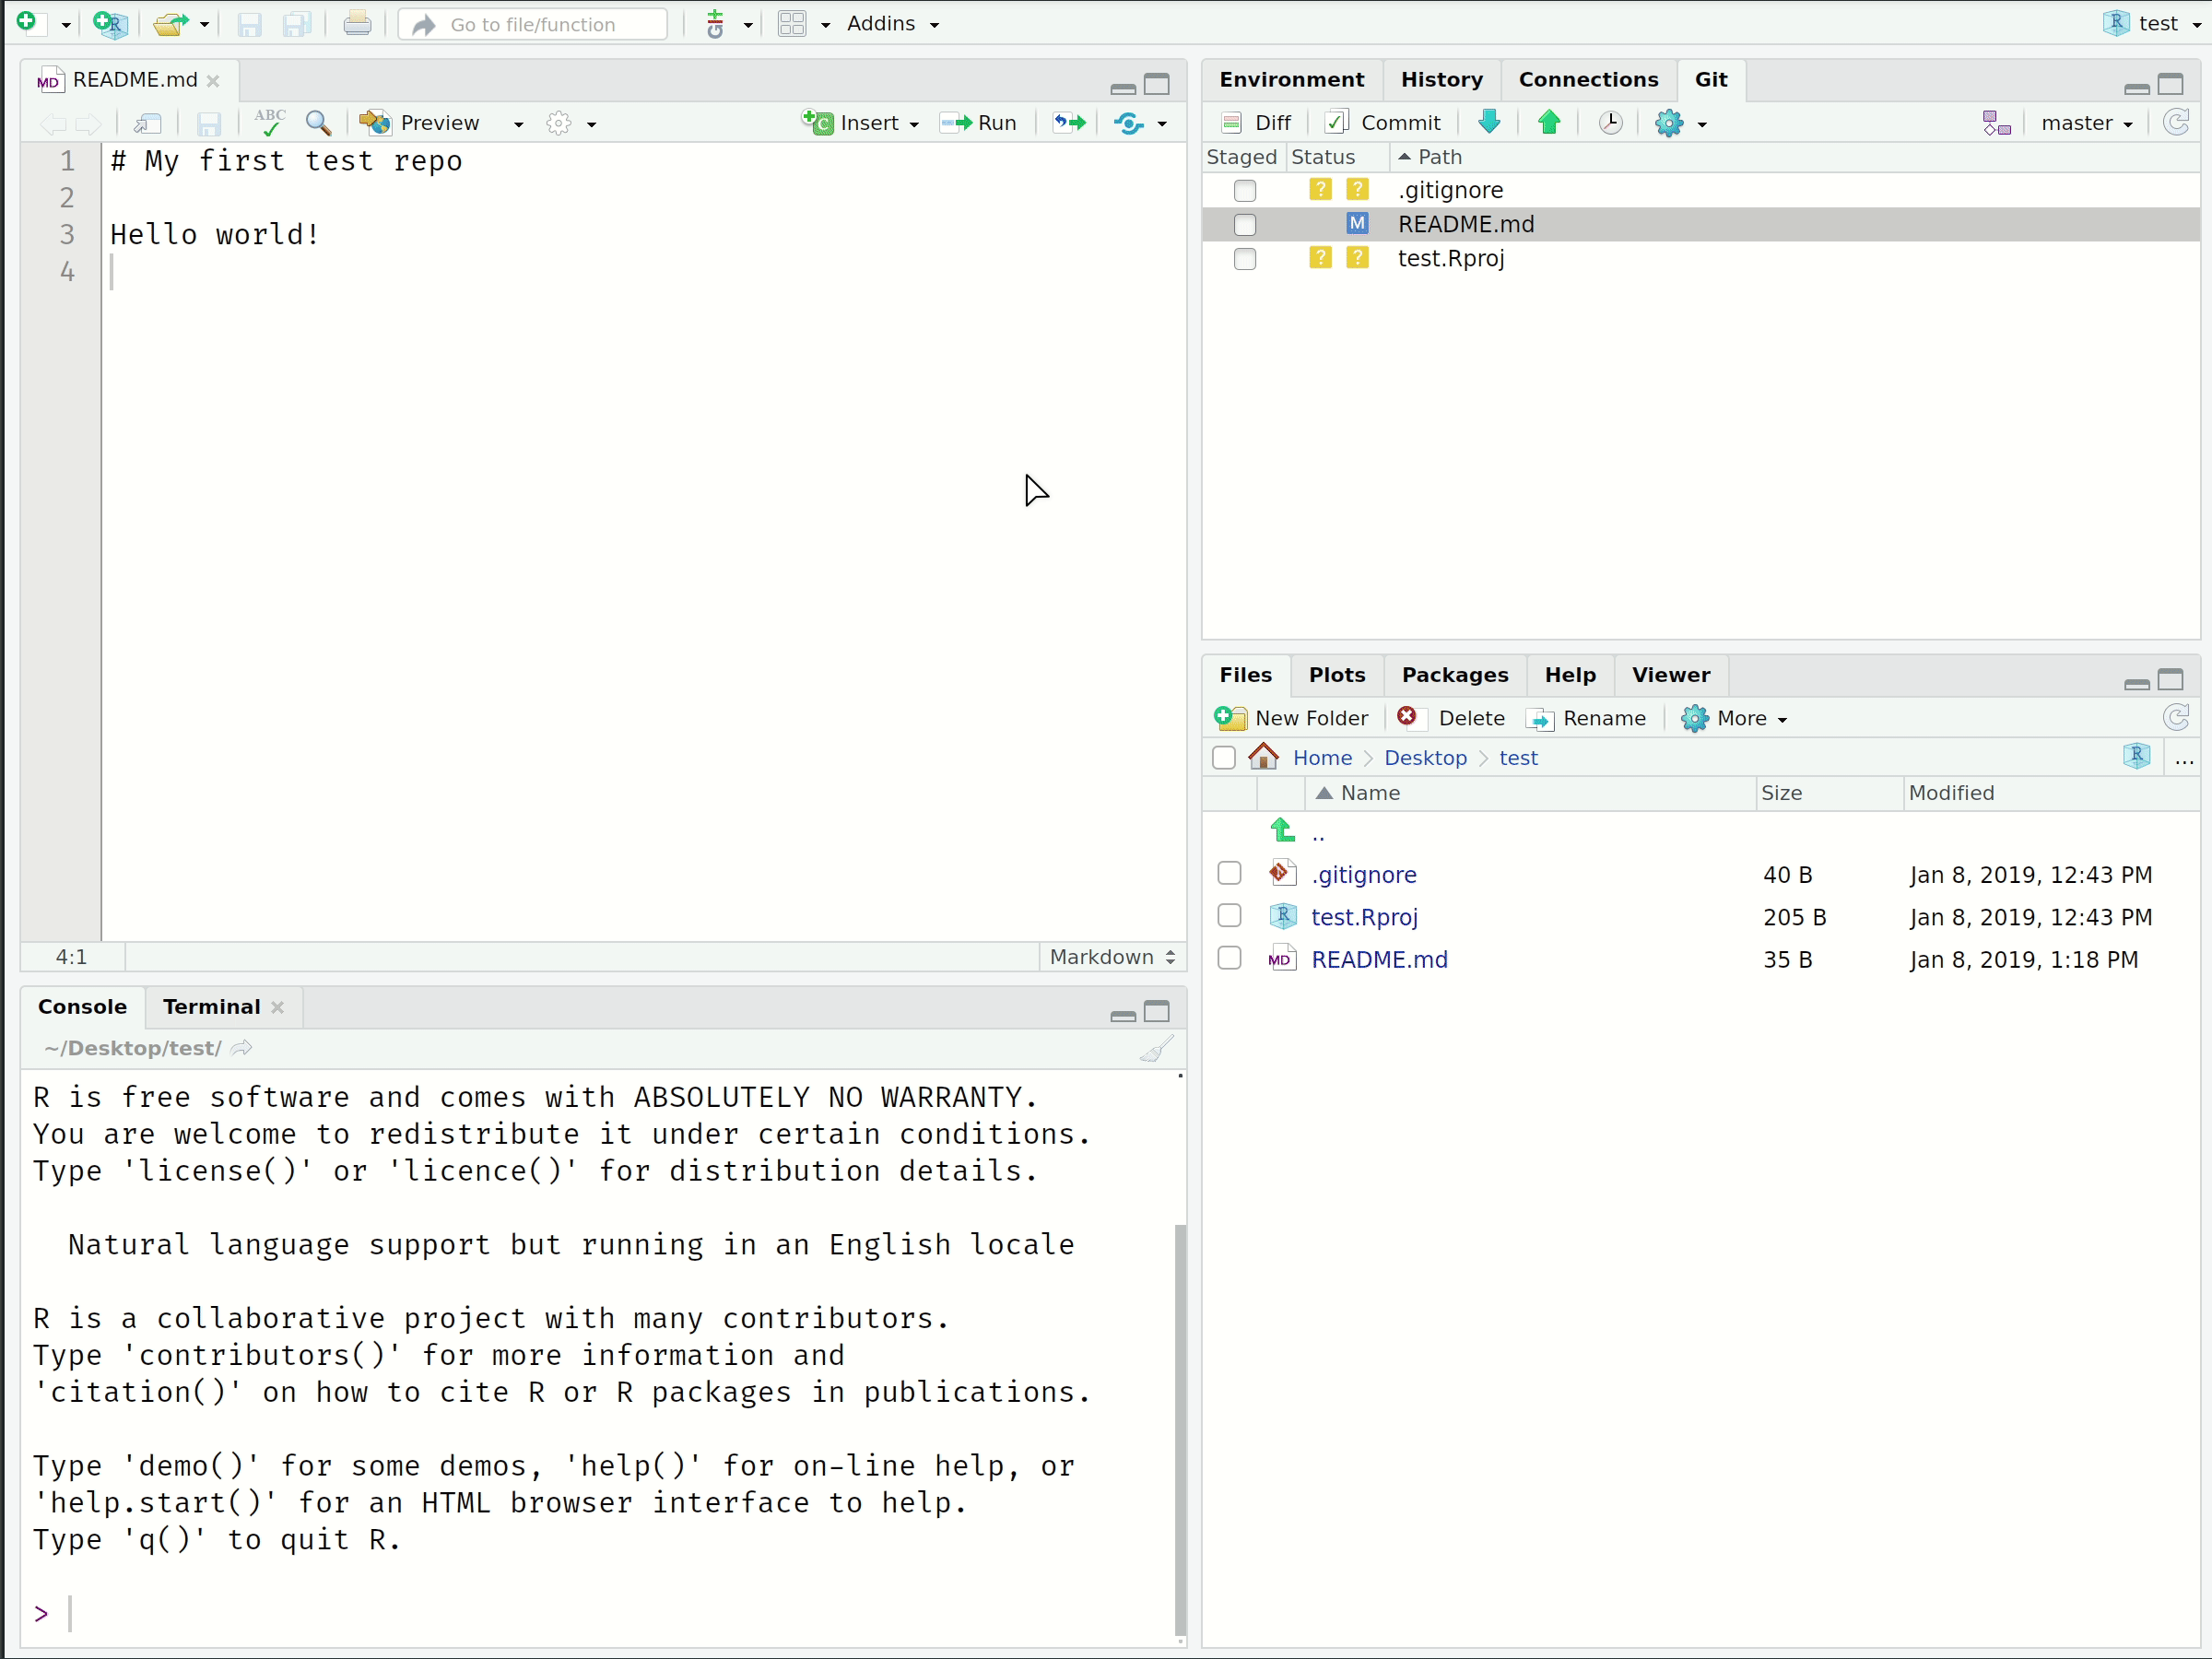 Go to file/function
Addins
test
README.md
ABC
Preview
Insert
Run
1 # My first test repo
2
3 Hello world!
4
4:1
Markdown
Console
Terminal
~/Desktop/test/
R is free software and comes with ABSOLUTELY NO WARRANTY.
You are welcome to redistribute it under certain conditions.
Type 'license()' or 'licence()' for distribution details.
Natural language support but running in an English locale
R is a collaborative project with many contributors.
Type 'contributors()' for more information and
'citation()' on how to cite R or R packages in publications.
Type 'demo()' for some demos, 'help()' for on-line help, or
'help.start()' for an HTML browser interface to help.
Type 'q()' to quit R.
>
Environment History Connections Git
Diff Commit master
Staged Status Path
? ? .gitignore
M README.md
? ? test.Rproj
Files Plots Packages Help Viewer
New Folder Delete Rename More
Home Desktop test ...
Name Size Modified
..
.gitignore 40 B Jan 8, 2019, 12:43 PM
test.Rproj 205 B Jan 8, 2019, 12:43 PM
MD README.md 35 B Jan 8, 2019, 1:18 PM